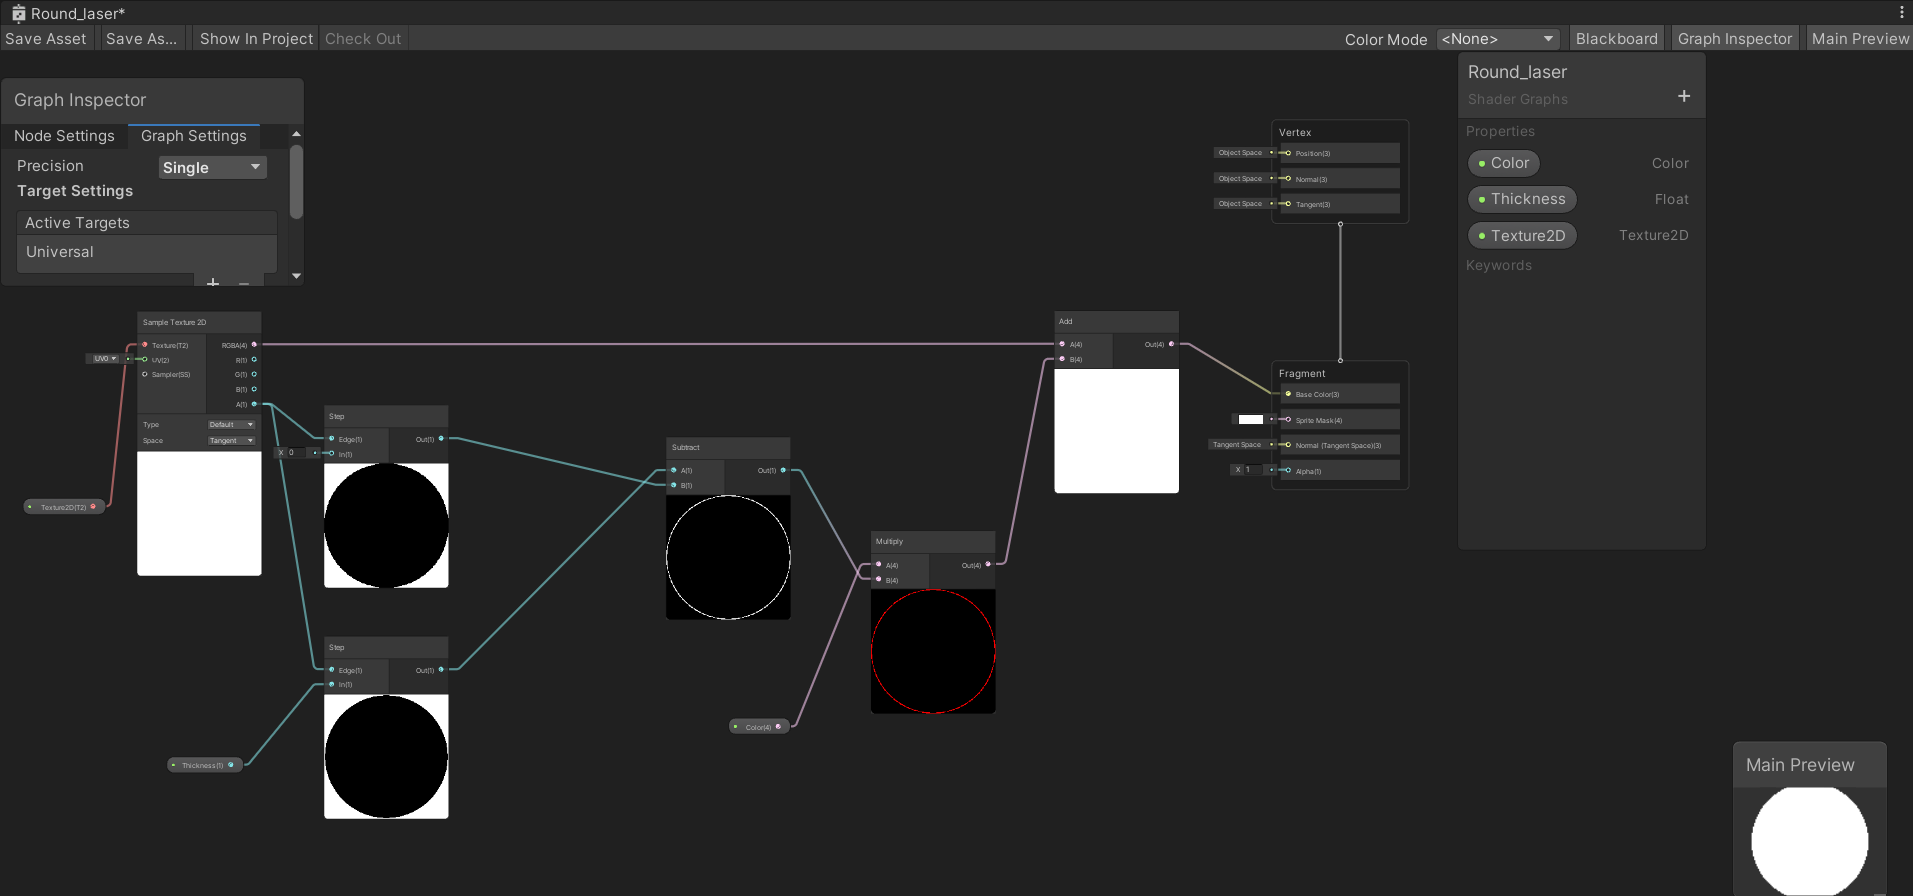 Round_laser*
Save Asset
Save As...
Show In Project
Check Out
Color Mode
<None>
Blackboard
Graph Inspector
Main Preview
Graph Inspector
Node Settings
Graph Settings
Precision
Single
Target Settings
Active Targets
Universal
Round_laser
Shader Graphs
Properties
Color
Color
Thickness
Float
Texture2D
Texture2D
Keywords
Vertex
Object Space
Position(3)
Object Space
Normal(3)
Object Space
Tangent(3)
Sample Texture 2D
Texture(T2)
RGBA(4)
UV0
UV(2)
R(1)
Sampler(SS)
G(1)
B(1)
A(1)
Type
Default
Space
Tangent
Texture2D(T2)
Step
Edge(1)
Out(1)
X 0
In(1)
Step
Edge(1)
Out(1)
In(1)
Thickness(1)
Subtract
A(1)
Out(1)
B(1)
Multiply
A(4)
Out(4)
B(4)
Color(4)
Add
A(4)
Out(4)
B(4)
Fragment
Base Color(3)
Sprite Mask(4)
Tangent Space
Normal (Tangent Space)(3)
X 1
Alpha(1)
Main Preview